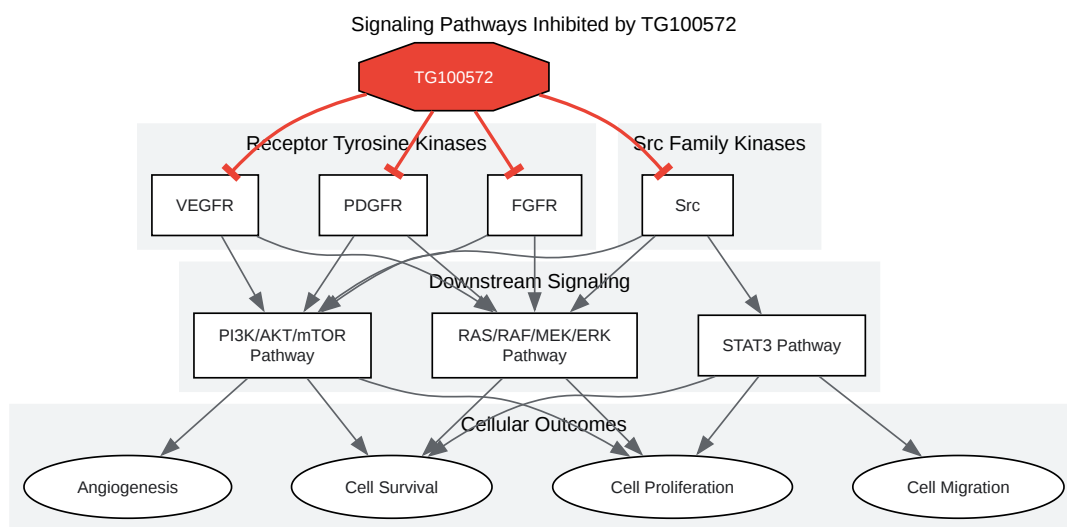 Signaling Pathways Inhibited by TG100572
TG100572
Receptor Tyrosine Kinases
Src Family Kinases
VEGFR
PDGFR
FGFR
Src
Downstream Signaling
PI3K/AKT/mTOR
Pathway
RAS/RAF/MEK/ERK
Pathway
STAT3 Pathway
Cellular Outcomes
Angiogenesis
Cell Survival
Cell Proliferation
Cell Migration